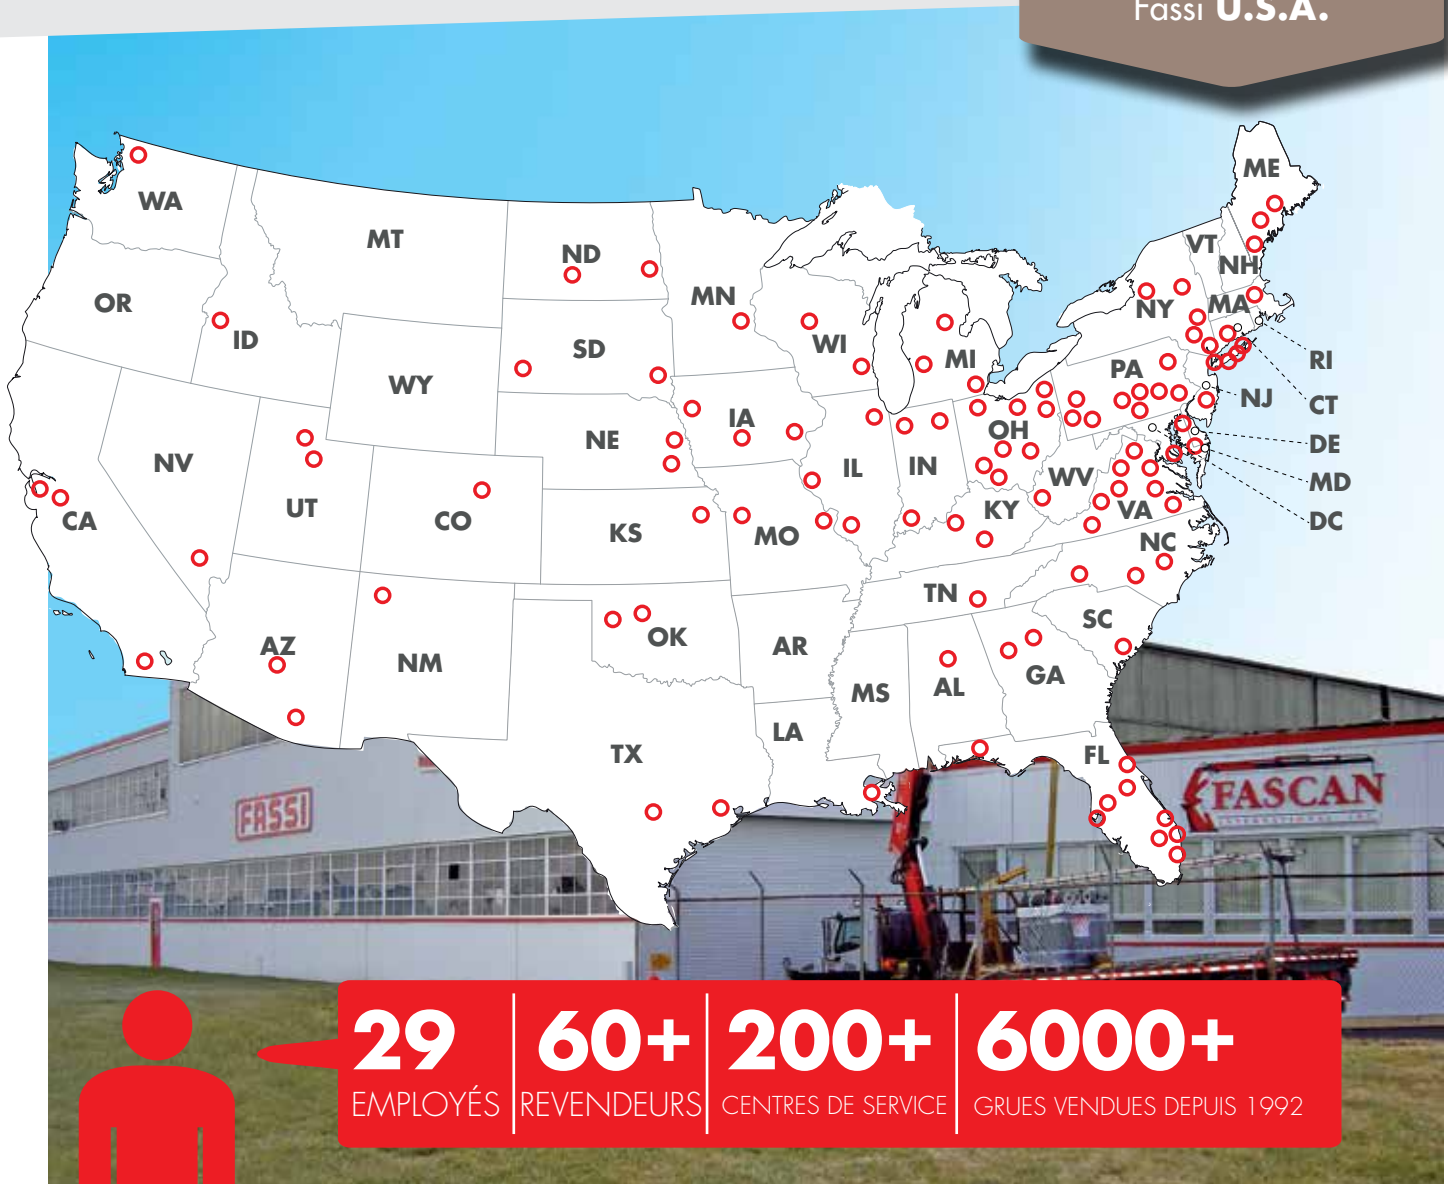 Fassi U.S.A.
WA
MT
ND
MN
ME
VT
NH
OR
ID
SD
WI
MI
NY
MA
WY
IA
PA
RI
NJ
CT
NV
NE
IL
IN
OH
DE
MD
DC
CA
UT
CO
KS
MO
KY
WV
VA
NC
AZ
NM
OK
AR
TN
SC
MS
AL
GA
TX
LA
FL
FASSI
FASCAN
INTERNATIONAL, INC.
29
EMPLOYÉS
60+
REVENDEURS
200+
CENTRES DE SERVICE
6000+
GRUES VENDUES DEPUIS 1992